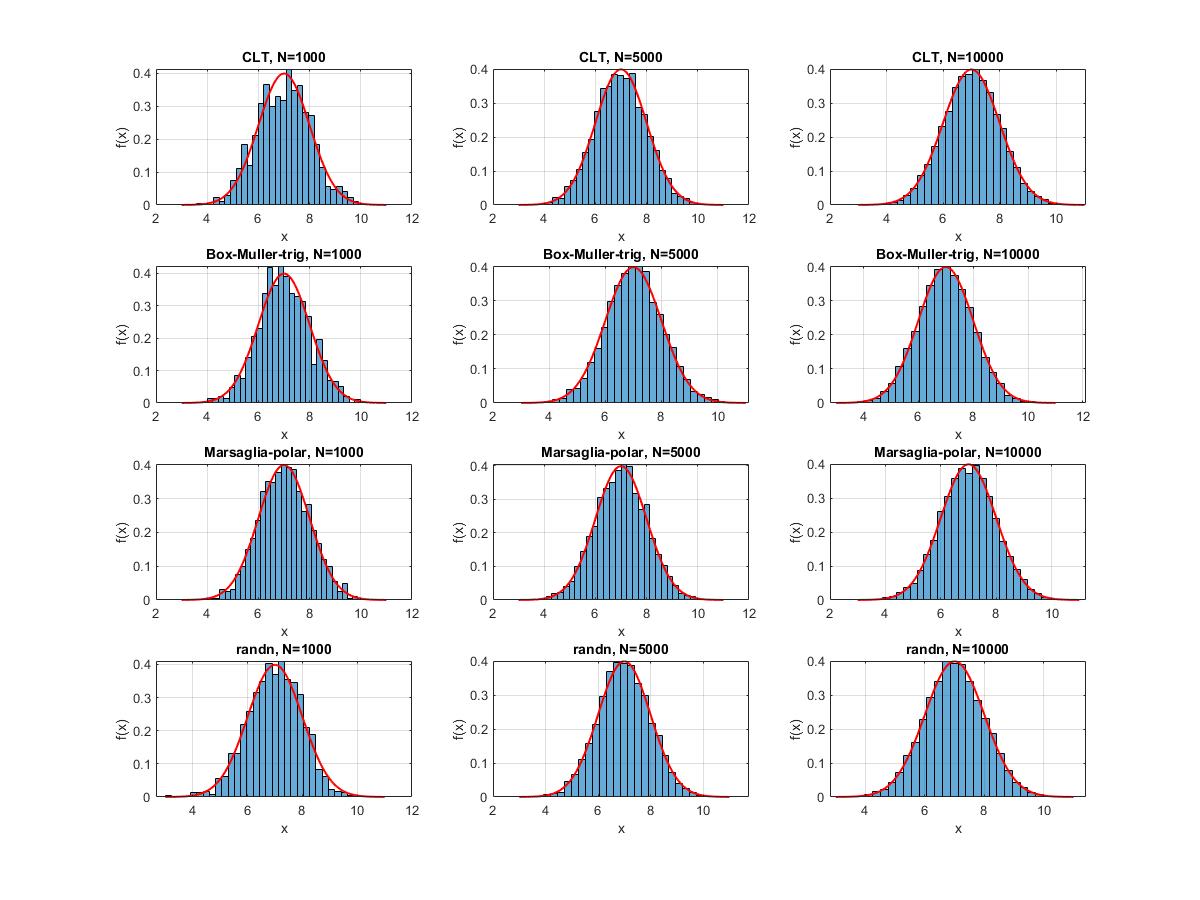 CLT, N=1000
0.4
0.3
0.2
0.1
0
f(x)
2 4 6 8 10 12
x
CLT, N=5000
0.4
0.3
0.2
0.1
0
f(x)
2 4 6 8 10
x
CLT, N=10000
0.4
0.3
0.2
0.1
0
f(x)
2 4 6 8 10
x
Box-Muller-trig, N=1000
0.4
0.3
0.2
0.1
0
f(x)
2 4 6 8 10 12
x
Box-Muller-trig, N=5000
0.4
0.3
0.2
0.1
0
f(x)
2 4 6 8 10
x
Box-Muller-trig, N=10000
0.4
0.3
0.2
0.1
0
f(x)
4 6 8 10 12
x
Marsaglia-polar, N=1000
0.4
0.3
0.2
0.1
0
f(x)
2 4 6 8 10 12
x
Marsaglia-polar, N=5000
0.4
0.3
0.2
0.1
0
f(x)
2 4 6 8 10
x
Marsaglia-polar, N=10000
0.4
0.3
0.2
0.1
0
f(x)
2 4 6 8 10
x
randn, N=1000
0.4
0.3
0.2
0.1
0
f(x)
4 6 8 10 12
x
randn, N=5000
0.4
0.3
0.2
0.1
0
f(x)
2 4 6 8 10
x
randn, N=10000
0.4
0.3
0.2
0.1
0
f(x)
4 6 8 10
x